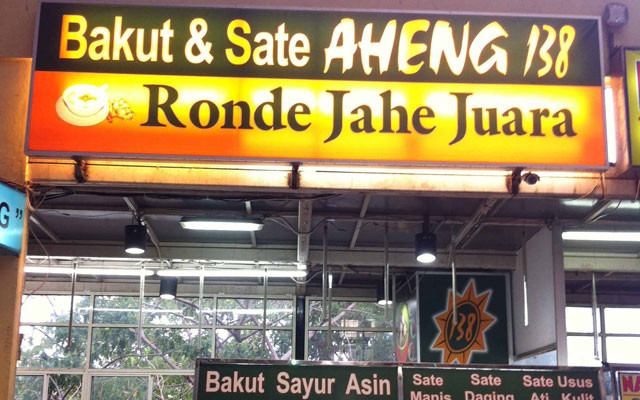 Bakut & Sate AHENG 138
Ronde Jahe Juara
G"
138
Bakut Sayur Asin
Sate Sate Sate Usus
Manis Daging Ati Kulit
NA